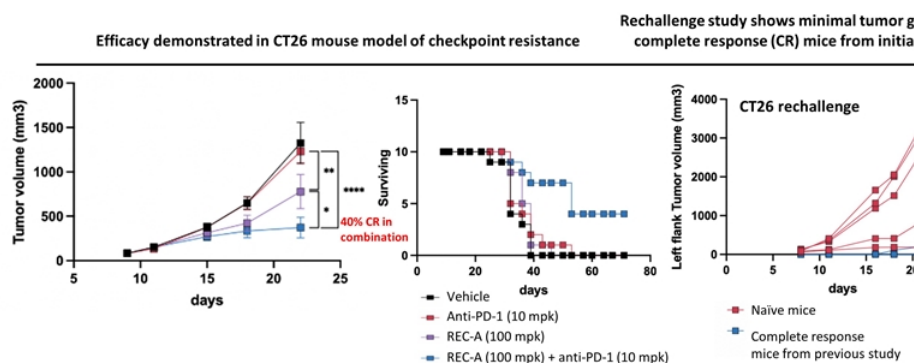 Efficacy demonstrated in CT26 mouse model of checkpoint resistance
Rechallenge study shows minimal tumor g
complete response (CR) mice from initia
Tumor volume (mm3)
2000
1500
1000
500
0
5
10
15
20
25
days
**
*
****
40% CR in
combination
Surviving
15
10
5
0
0
20
40
60
80
days
Vehicle
Anti-PD-1 (10 mpk)
REC-A (100 mpk)
REC-A (100 mpk) + anti-PD-1 (10 mpk)
CT26 rechallenge
Left flank Tumor volume (mm3)
4000
3000
2000
1000
0
0
5
10
15
20
days
Naïve mice
Complete response
mice from previous study